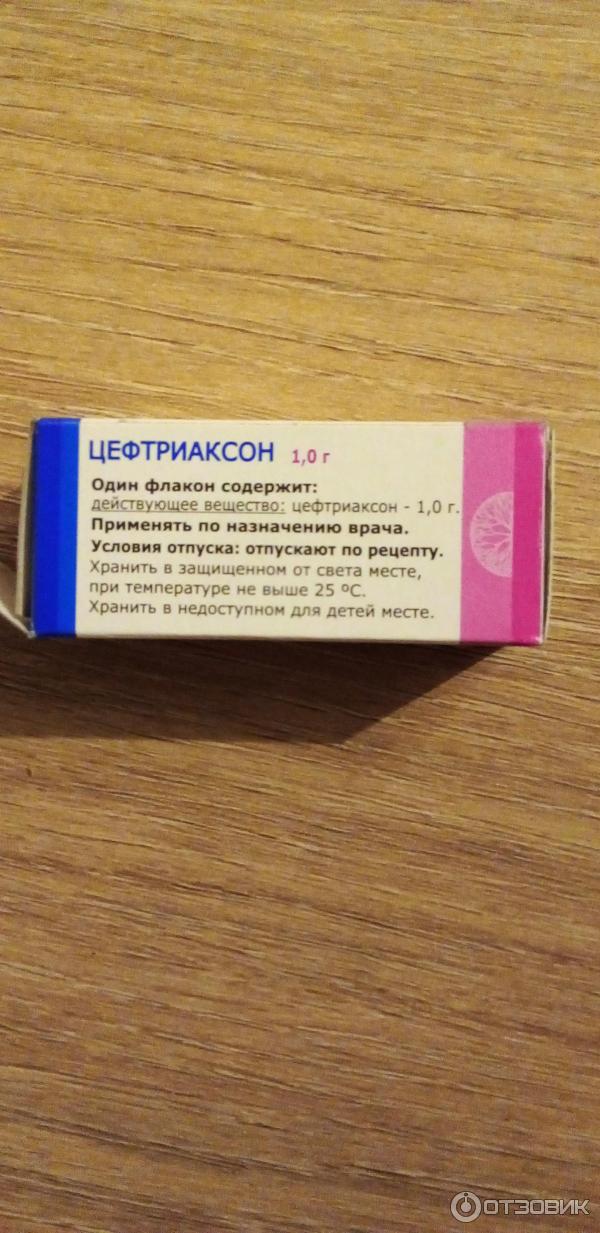 ЦЕФТРИАКСОН 1,0 г
Один флакон содержит:
действующее вещество: цефтриаксон - 1,0 г.
Применять по назначению врача.
Условия отпуска: отпускают по рецепту.
Хранить в защищенном от света месте,
при температуре не выше 25 ºС.
Хранить в недоступном для детей месте.
ОТЗОВИК